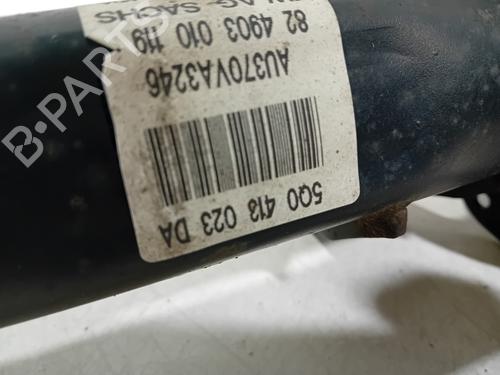 AG SACHS
82 4903 010 119
AU370VA3246
5Q0 413 023 DA
B-PARTS